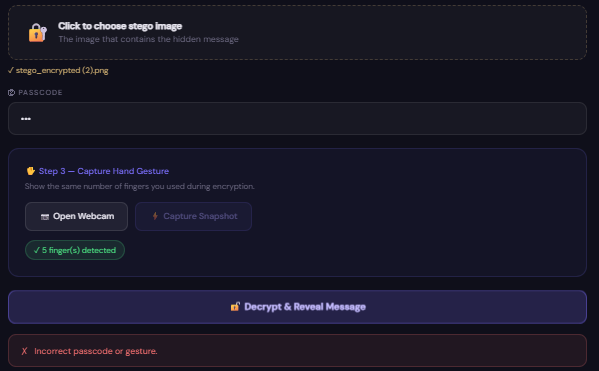 Click to choose stego image
The image that contains the hidden message
✓ stego_encrypted (2).png
PASSCODE
•••
Step 3 — Capture Hand Gesture
Show the same number of fingers you used during encryption.
Open Webcam
Capture Snapshot
✓ 5 finger(s) detected
Decrypt & Reveal Message
✗ Incorrect passcode or gesture.